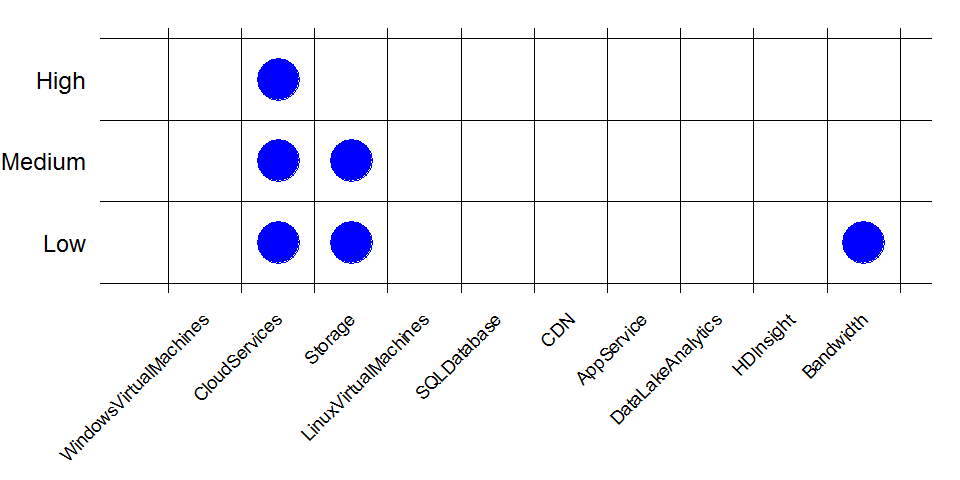 High
Medium
Low
WindowsVirtualMachines
CloudServices
Storage
LinuxVirtualMachines
SQLDatabase
CDN
AppService
DataLakeAnalytics
HDInsight
Bandwidth